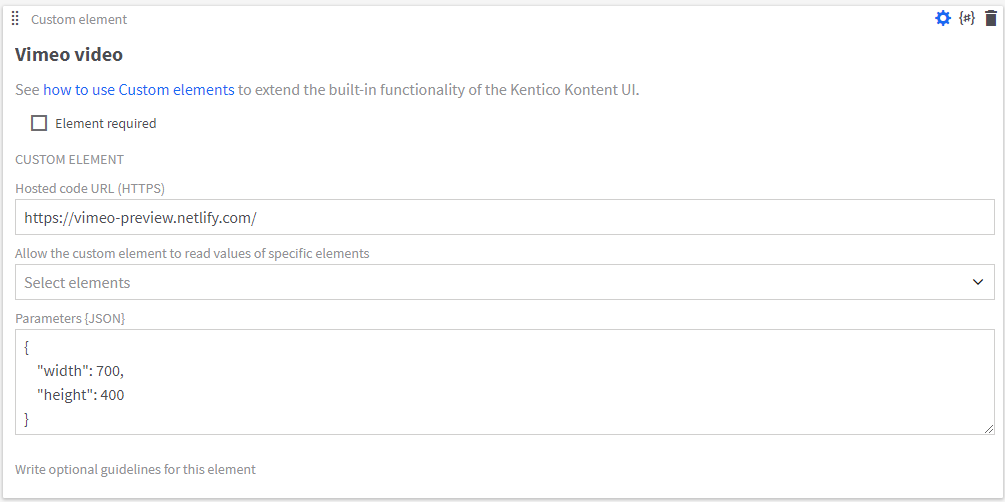 Custom element
{#}
Vimeo video
See how to use Custom elements to extend the built-in functionality of the Kentico Kontent UI.
Element required
CUSTOM ELEMENT
Hosted code URL (HTTPS)
https://vimeo-preview.netlify.com/
Allow the custom element to read values of specific elements
Select elements
Parameters {JSON}
{
"width": 700,
"height": 400
}
Write optional guidelines for this element